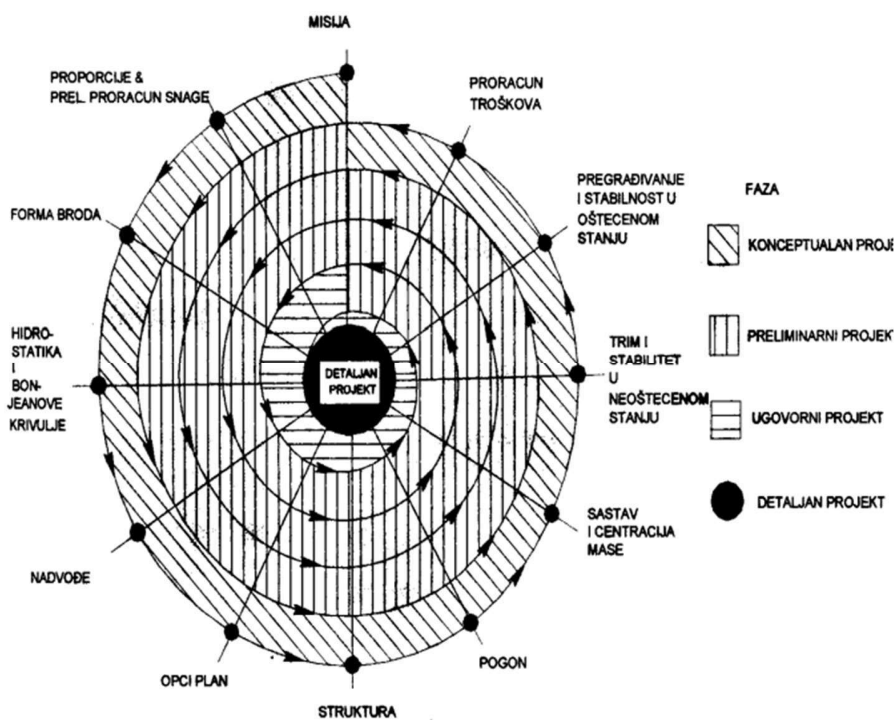 MISIJA
PROPORCIJE &
PREL. PRORACUN SNAGE
PRORACUN
TROŠKOVA
PREGRAĐIVANJE
I STABILNOST U
OŠTECENOM
STANJU
FAZA
FORMA BRODA
KONCEPTUALAN PROJE
HIDRO-
STATIKA
I
BON-
JEANOVE
KRIVULJE
DETALJAN
PROJEKT
TRIM I
STABILITET
U
NEOŠTECENOM
STANJU
PRELIMINARNI PROJEKT
UGOVORNI PROJEKT
SASTAV
I CENTRACIJA
MASE
DETALJAN PROJEKT
NADVOĐE
OPCI PLAN
POGON
STRUKTURA